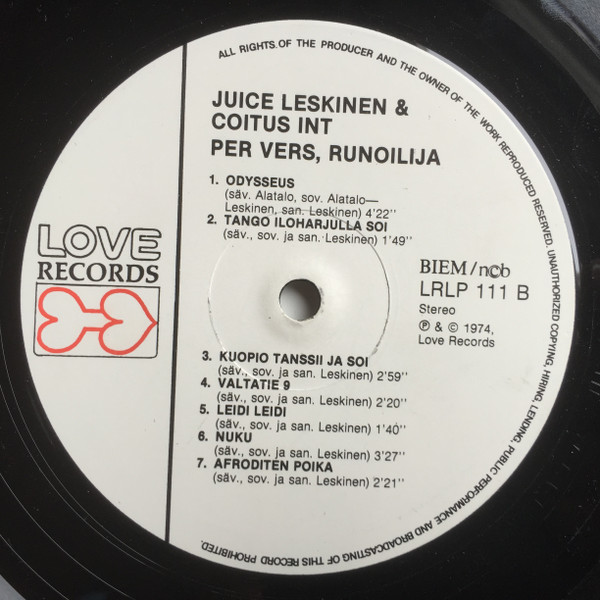 ALL RIGHTS OF THE PRODUCER AND THE OWNER OF THE WORK REPRODUCED RESERVED. UNAUTHORIZED COPYING, HIRING, LENDING, PUBLIC PERFORMANCE AND BROADCASTING OF THIS RECORD PROHIBITED.
JUICE LESKINEN &
COITUS INT
PER VERS, RUNOILIJA
1. ODYSSEUS
(säv. Alatalo, sov. Alatalo—
Leskinen, san. Leskinen) 4'22''
2. TANGO ILOHARJULLA SOI
(säv., sov. ja san. Leskinen) 1'49''
LOVE
RECORDS
BIEM/ncb
LRLP 111 B
Stereo
℗ & © 1974,
Love Records
3. KUOPIO TANSSII JA SOI
(säv., sov. ja san. Leskinen) 2'59''
4. VALTATIE 9
(säv., sov. ja san. Leskinen) 2'20''
5. LEIDI LEIDI
(säv., sov. ja san. Leskinen) 1'40''
6. NUKU
(säv., sov. ja san. Leskinen) 3'27''
7. AFRODITEN POIKA
(säv., sov. ja san. Leskinen) 2'21''